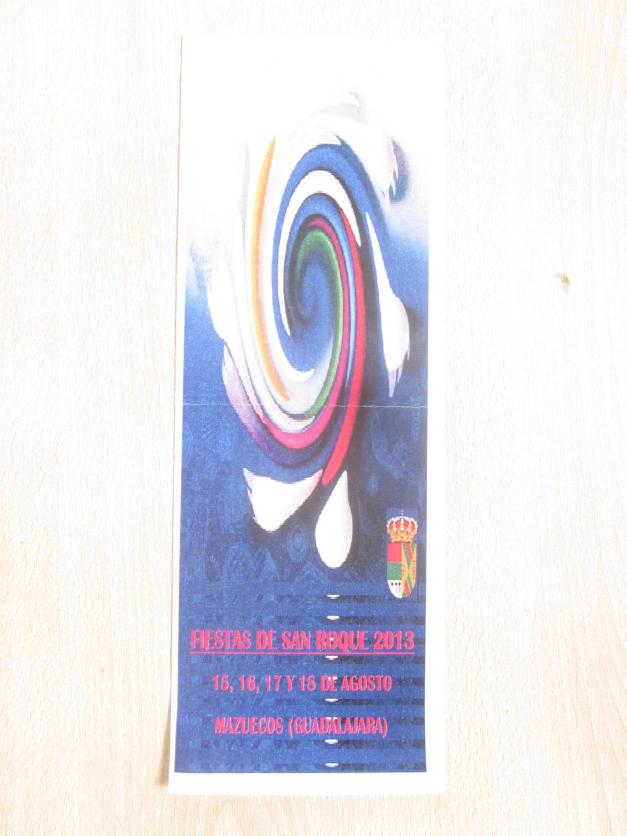 FIESTAS DE SAN ROQUE 2013
15, 16, 17 Y 18 DE AGOSTO
MAZUECOS (GUADALAJARA)